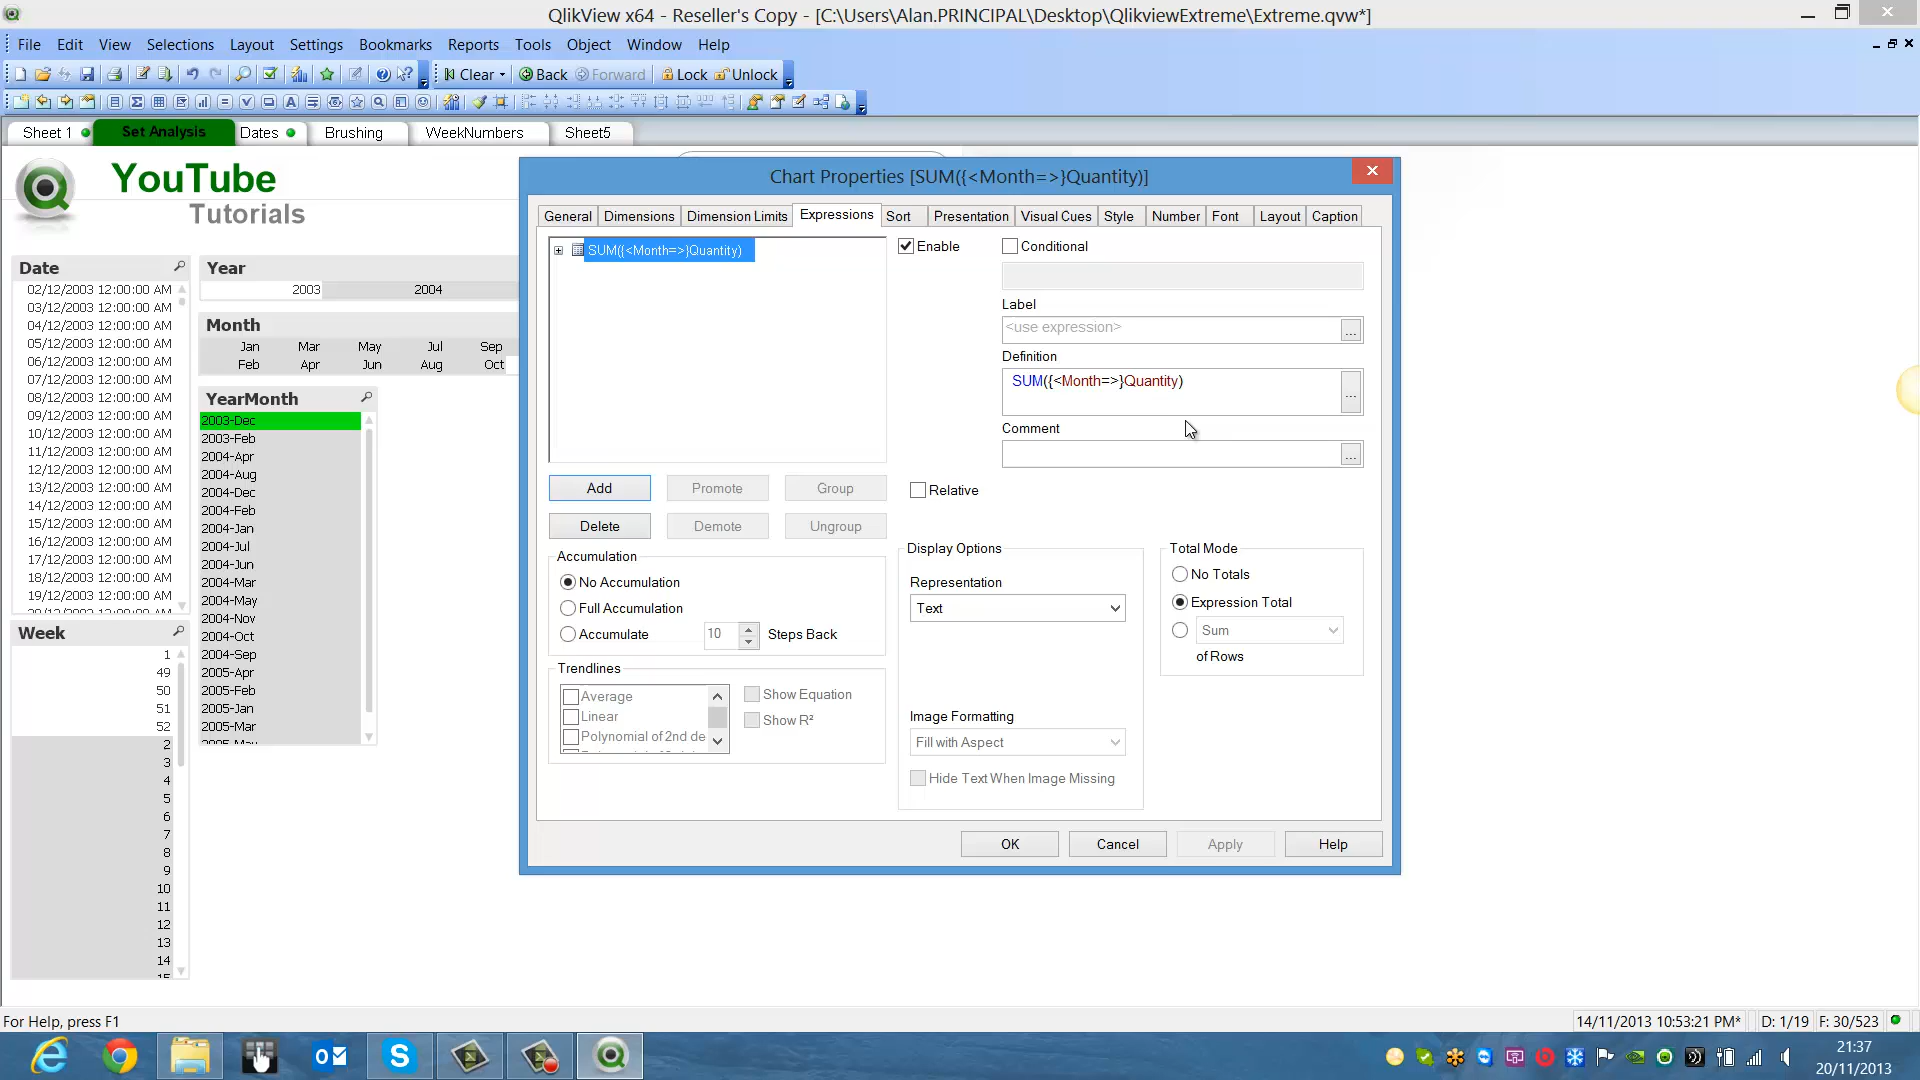 QlikView x64 - Reseller's Copy - [C:\Users\Alan.PRINCIPAL\Desktop\QlikviewExtreme\Extreme.qvw*]
File Edit View Selections Layout Settings Bookmarks Reports Tools Object Window Help
Clear Back Forward Lock Unlock
Sheet 1 Set Analysis Dates Brushing WeekNumbers Sheet5
YouTube
Tutorials
Date
02/12/2003 12:00:00 AM
03/12/2003 12:00:00 AM
04/12/2003 12:00:00 AM
05/12/2003 12:00:00 AM
06/12/2003 12:00:00 AM
07/12/2003 12:00:00 AM
08/12/2003 12:00:00 AM
09/12/2003 12:00:00 AM
10/12/2003 12:00:00 AM
11/12/2003 12:00:00 AM
12/12/2003 12:00:00 AM
13/12/2003 12:00:00 AM
14/12/2003 12:00:00 AM
15/12/2003 12:00:00 AM
16/12/2003 12:00:00 AM
17/12/2003 12:00:00 AM
18/12/2003 12:00:00 AM
19/12/2003 12:00:00 AM
Year
2003 2004
Month
Jan Mar May Jul Sep
Feb Apr Jun Aug Oct
YearMonth
2003-Dec
2003-Feb
2004-Apr
2004-Aug
2004-Dec
2004-Feb
2004-Jan
2004-Jul
2004-Jun
2004-Mar
2004-May
2004-Nov
2004-Oct
2004-Sep
2005-Apr
2005-Feb
2005-Jan
2005-Mar
Week
1
49
50
51
52
2
3
4
5
6
7
8
9
10
11
12
13
14
Chart Properties [SUM({<Month=>}Quantity)]
General Dimensions Dimension Limits Expressions Sort Presentation Visual Cues Style Number Font Layout Caption
SUM({<Month=>}Quantity)
Enable
Conditional
Label
<use expression>
...
Definition
SUM({<Month=>}Quantity)
...
Comment
...
Add Promote Group
Delete Demote Ungroup
Relative
Accumulation
No Accumulation
Full Accumulation
Accumulate 10 Steps Back
Trendlines
Average
Linear
Polynomial of 2nd de
Show Equation
Show R²
Display Options
Representation
Text
Image Formatting
Fill with Aspect
Hide Text When Image Missing
Total Mode
No Totals
Expression Total
Sum
of Rows
OK Cancel Apply Help
For Help, press F1
14/11/2013 10:53:21 PM* D: 1/19 F: 30/523
21:37
20/11/2013